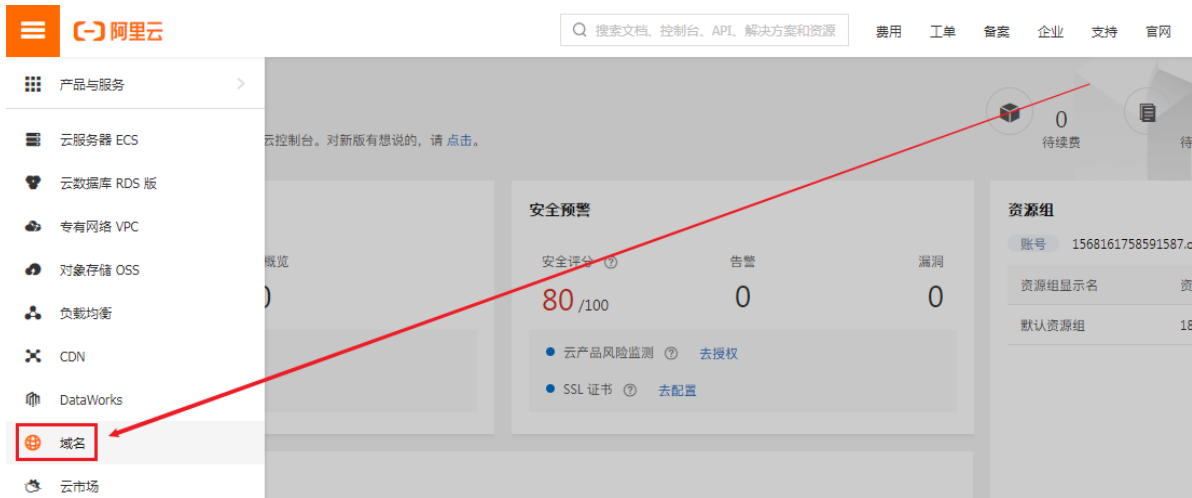 阿里云
搜索文档、控制台、API、解决方案和资源
费用 工单 备案 企业 支持 官网
产品与服务
云服务器 ECS
云数据库 RDS 版
专有网络 VPC
对象存储 OSS
负载均衡
CDN
DataWorks
域名
云市场
云控制台。对新版有想说的，请 点击。
0
待续费
待
概览
安全预警
安全评分
80 /100
告警
0
漏洞
0
云产品风险监测 去授权
SSL 证书 去配置
资源组
账号 1568161758591587.c
资源组显示名 资
默认资源组 18